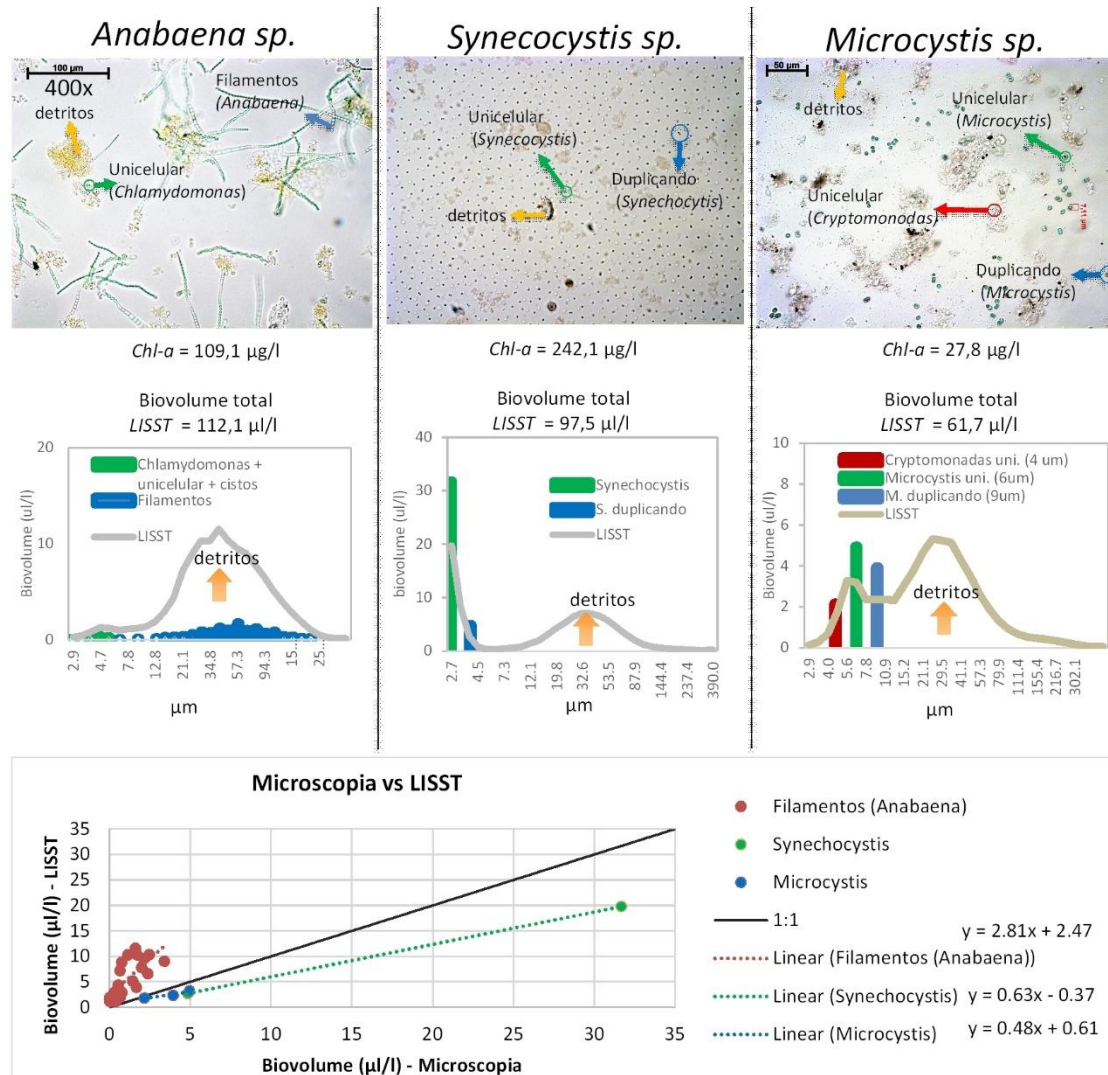 Anabaena sp.
Synecocystis sp.
Microcystis sp.
100 µm
400x
detritos
Filamentos
(Anabaena)
Unicelular
(Chlamydomonas)
Unicelular
(Synecocystis)
Duplicando
(Synechocytis)
detritos
50 µm
detritos
Unicelular
(Microcystis)
Unicelular
(Cryptomonodas)
Duplicando
(Microcystis)
Chl-a = 109,1 µg/l
Chl-a = 242,1 µg/l
Chl-a = 27,8 µg/l
Biovolume total
LISST = 112,1 µl/l
20
10
0
Biovolume (ul/l)
Chlamydomonas +
unicelular + cistos
Filamentos
LISST
detritos
2.9 4.7 7.8 12.8 21.1 34.8 57.3 94.3 15... 25...
µm
Biovolume total
LISST = 97,5 µl/l
40
30
20
10
0
biovolume (ul/l)
Synechocystis
S. duplicando
LISST
detritos
2.7 4.5 7.3 12.1 19.8 32.6 53.5 87.9 144.4 237.4 390.0
µm
Biovolume total
LISST = 61,7 µl/l
10
8
6
4
2
0
Biovolume (ul/l)
Cryptomonadas uni. (4 um)
Microcystis uni. (6um)
M. duplicando (9um)
LISST
detritos
2.9 4.0 5.6 7.8 10.9 15.2 21.1 29.5 41.1 57.3 79.9 111.4 155.4 216.7 302.1
µm
Microscopia vs LISST
35
30
25
20
15
10
5
0
Biovolume (µl/l) - LISST
0 5 10 15 20 25 30 35
Biovolume (µl/l) - Microscopia
Filamentos (Anabaena)
Synechocystis
Microcystis
1:1
y = 2.81x + 2.47
Linear (Filamentos (Anabaena))
Linear (Synechocystis) y = 0.63x - 0.37
Linear (Microcystis) y = 0.48x + 0.61